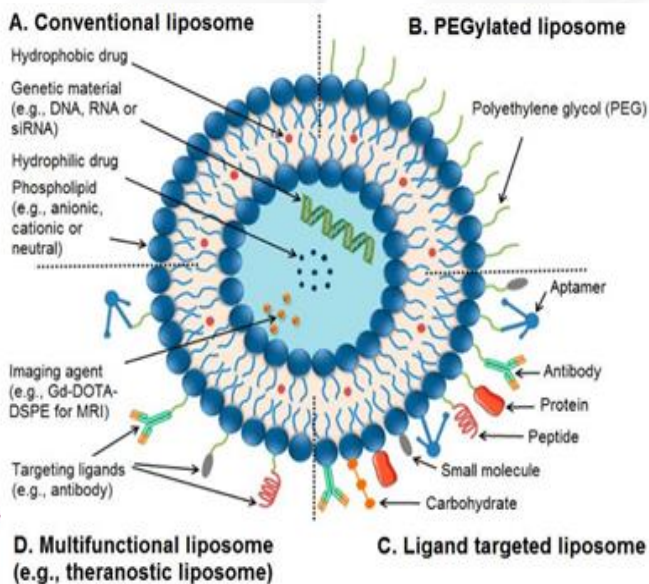 A. Conventional liposome
Hydrophobic drug
Genetic material
(e.g., DNA, RNA or
siRNA)
Hydrophilic drug
Phospholipid
(e.g., anionic,
cationic or
neutral)
B. PEGylated liposome
Polyethylene glycol (PEG)
Aptamer
Antibody
Protein
Peptide
Small molecule
Carbohydrate
C. Ligand targeted liposome
Imaging agent
(e.g., Gd-DOTA-
DSPE for MRI)
Targeting ligands
(e.g., antibody)
D. Multifunctional liposome
(e.g., theranostic liposome)